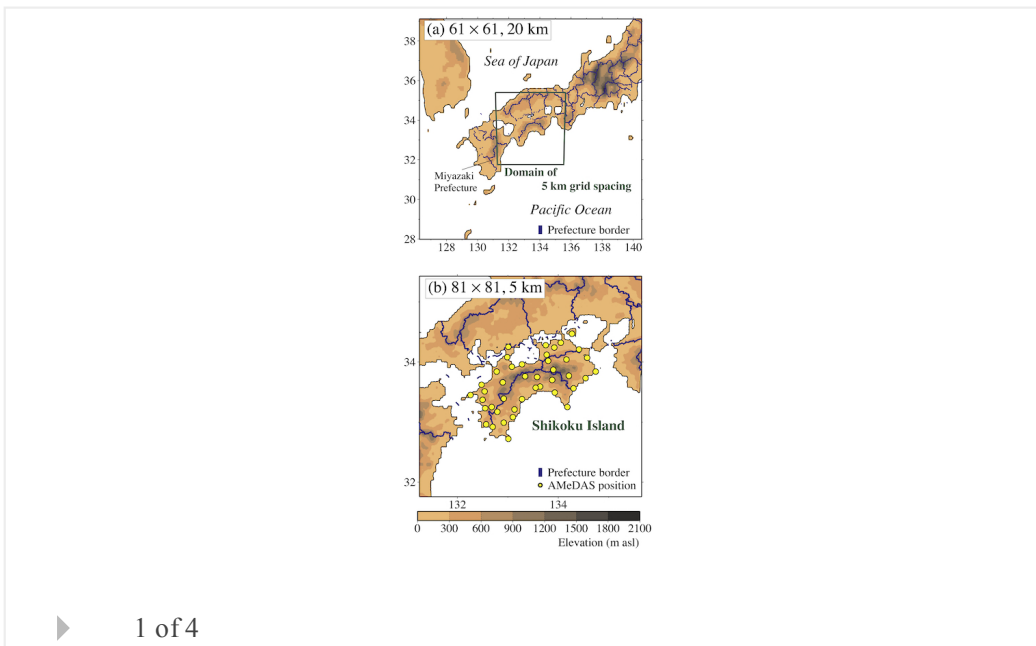 (a) 61 × 61, 20 km
Sea of Japan
38
36
34
32
30
28
Miyazaki
Prefecture
Domain of
5 km grid spacing
Pacific Ocean
Prefecture border
128 130 132 134 136 138 140
(b) 81 × 81, 5 km
34
32
Shikoku Island
Prefecture border
AMeDAS position
132 134
0 300 600 900 1200 1500 1800 2100
Elevation (m asl)
1 of 4